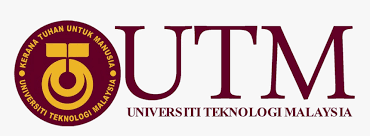 KERANA TUHAN UNTUK MANUSIA
UNIVERSITI TEKNOLOGI MALAYSIA
UTM
UNIVERSITI TEKNOLOGI MALAYSIA